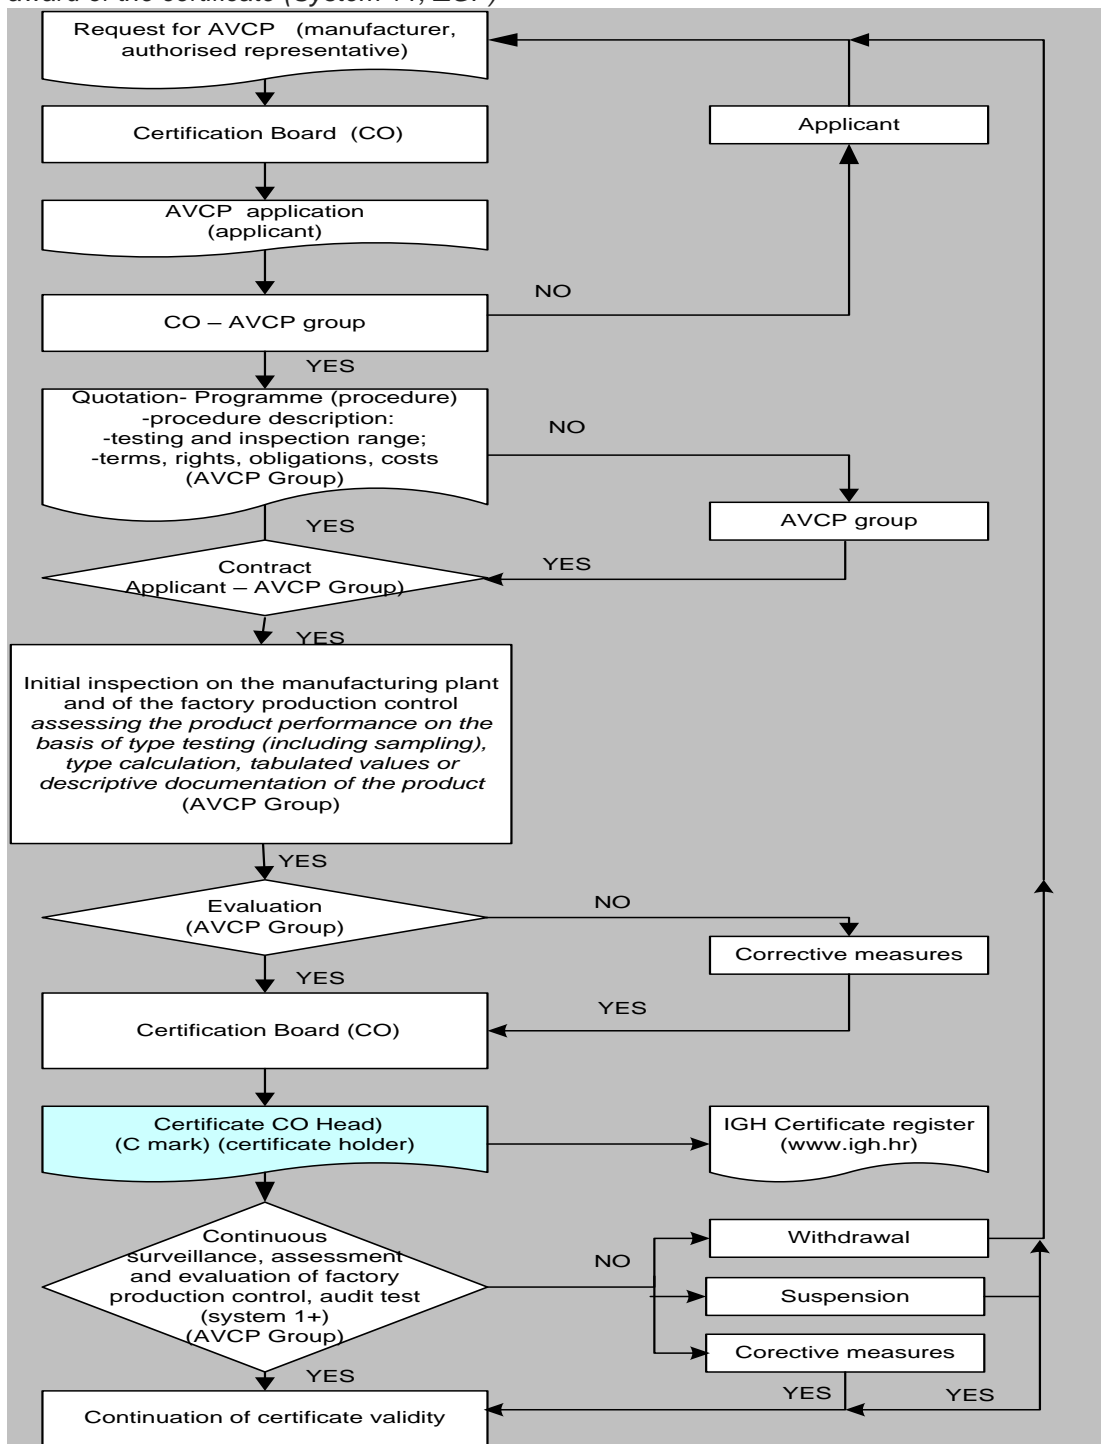 award of the certificate (System 1+, ZGP)
Request for AVCP (manufacturer,
authorised representative)
Certification Board (CO)
Applicant
AVCP application
(applicant)
NO
CO – AVCP group
YES
Quotation- Programme (procedure)
-procedure description:
-testing and inspection range;
-terms, rights, obligations, costs
(AVCP Group)
NO
AVCP group
YES
Contract
Applicant – AVCP Group)
YES
YES
Initial inspection on the manufacturing plant
and of the factory production control
assessing the product performance on the
basis of type testing (including sampling),
type calculation, tabulated values or
descriptive documentation of the product
(AVCP Group)
YES
Evaluation
(AVCP Group)
NO
Corrective measures
YES
YES
Certification Board (CO)
Certificate CO Head)
(C mark) (certificate holder)
IGH Certificate register
(www.igh.hr)
Continuous
surveillance, assessment
and evaluation of factory
production control, audit test
(system 1+)
(AVCP Group)
NO
Withdrawal
Suspension
Corective measures
YES
YES
YES
Continuation of certificate validity